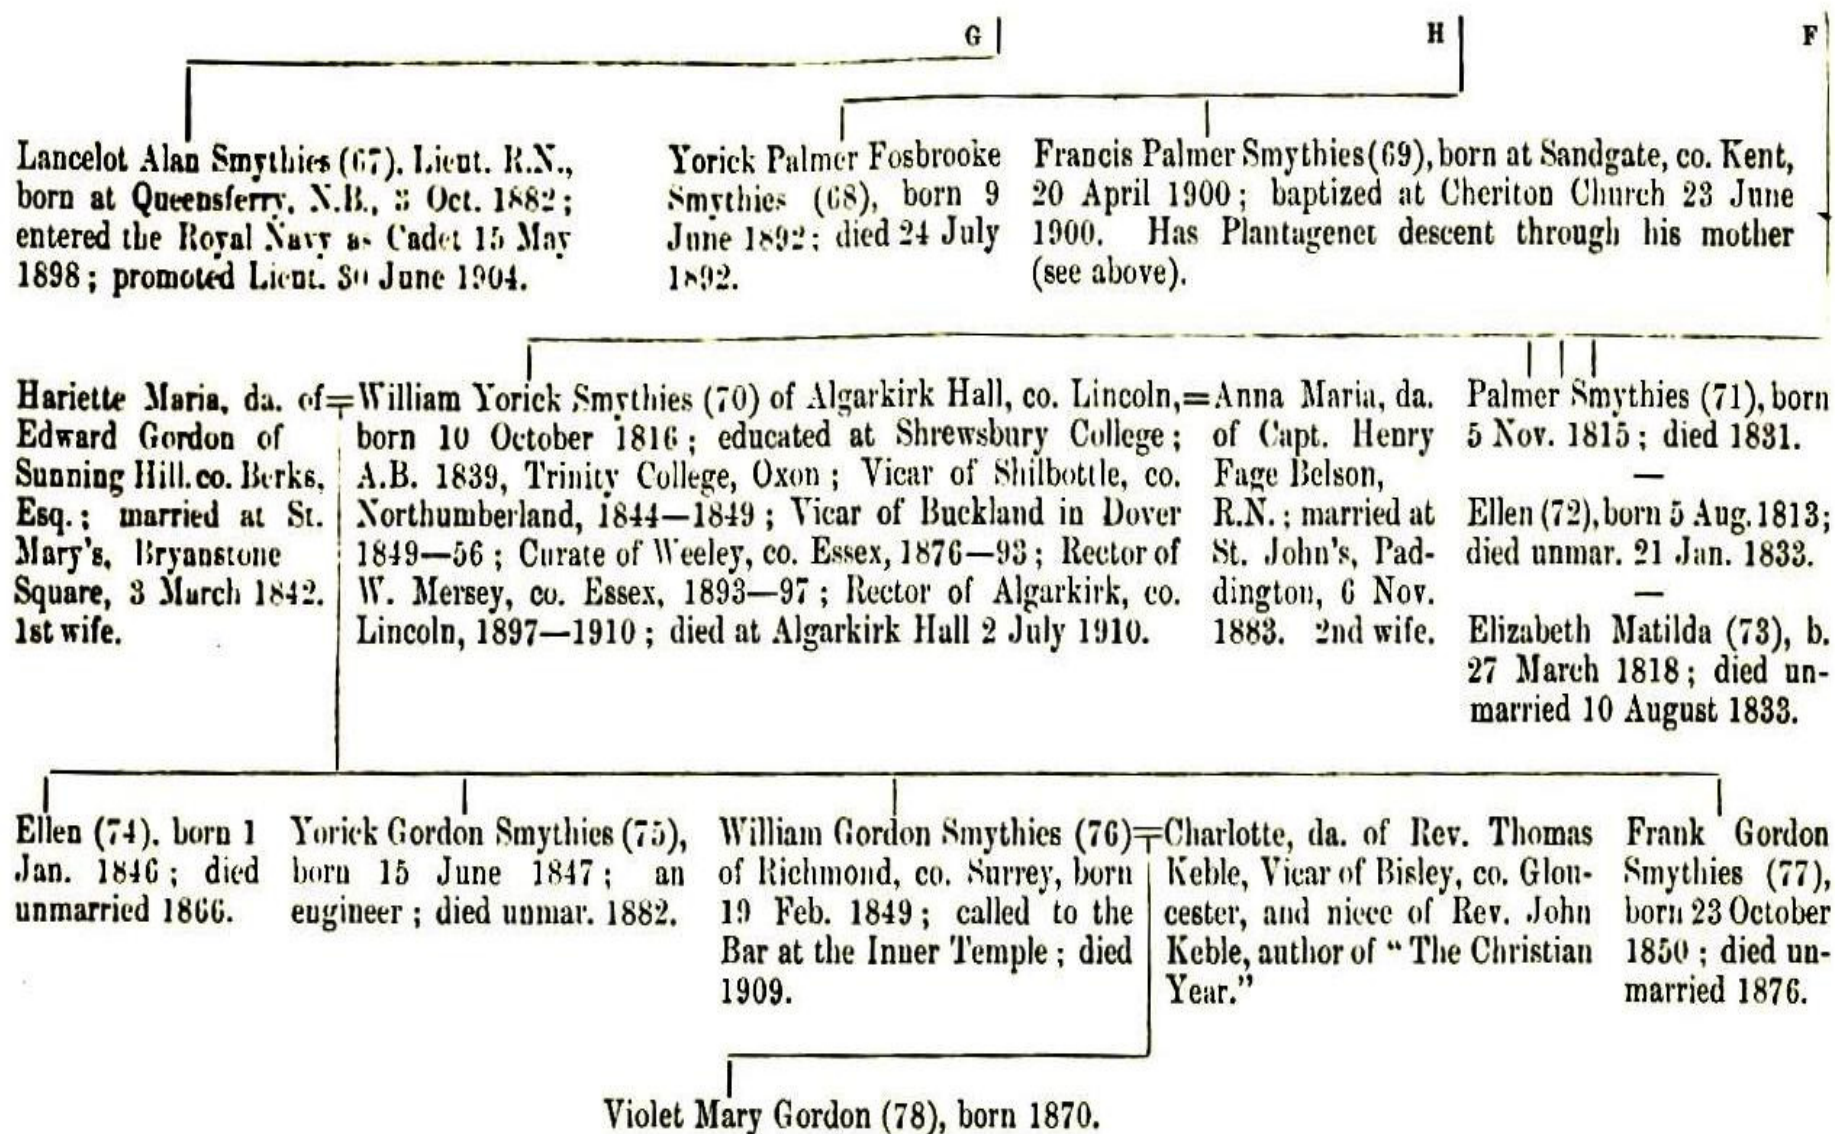 G
H
F
Lancelot Alan Smythies (67), Lieut. R.N.,
born at Queensferry, N.B., 3 Oct. 1882;
entered the Royal Navy as Cadet 15 May
1898; promoted Lieut. 30 June 1904.
Yorick Palmer Fosbrooke
Smythies (68), born 9
June 1892; died 24 July
1892.
Francis Palmer Smythies (69), born at Sandgate, co. Kent,
20 April 1900; baptized at Cheriton Church 23 June
1900. Has Plantagenet descent through his mother
(see above).
Hariette Maria, da. of
Edward Gordon of
Sunning Hill. co. Berks,
Esq.; married at St.
Mary's, Bryanstone
Square, 3 March 1842.
1st wife.
=William Yorick Smythies (70) of Algarkirk Hall, co. Lincoln,=
born 10 October 1816; educated at Shrewsbury College;
A.B. 1839, Trinity College, Oxon; Vicar of Shilbottle, co.
Northumberland, 1844—1849; Vicar of Buckland in Dover
1849—56; Curate of Weeley, co. Essex, 1876—93; Rector of
W. Mersey, co. Essex, 1893—97; Rector of Algarkirk, co.
Lincoln, 1897—1910; died at Algarkirk Hall 2 July 1910.
Anna Maria, da.
of Capt. Henry
Fage Belson,
R.N.; married at
St. John's, Pad-
dington, 6 Nov.
1883. 2nd wife.
Palmer Smythies (71), born
5 Nov. 1815; died 1831.
—
Ellen (72), born 5 Aug. 1813;
died unmar. 21 Jan. 1833.
—
Elizabeth Matilda (73), b.
27 March 1818; died un-
married 10 August 1833.
Ellen (74), born 1
Jan. 1846; died
unmarried 1866.
Yorick Gordon Smythies (75),
born 15 June 1847; an
engineer; died unmar. 1882.
William Gordon Smythies (76)=
of Richmond, co. Surrey, born
19 Feb. 1849; called to the
Bar at the Inner Temple; died
1909.
Charlotte, da. of Rev. Thomas
Keble, Vicar of Bisley, co. Glou-
cester, and niece of Rev. John
Keble, author of "The Christian
Year."
Frank Gordon
Smythies (77),
born 23 October
1850; died un-
married 1876.
Violet Mary Gordon (78), born 1870.